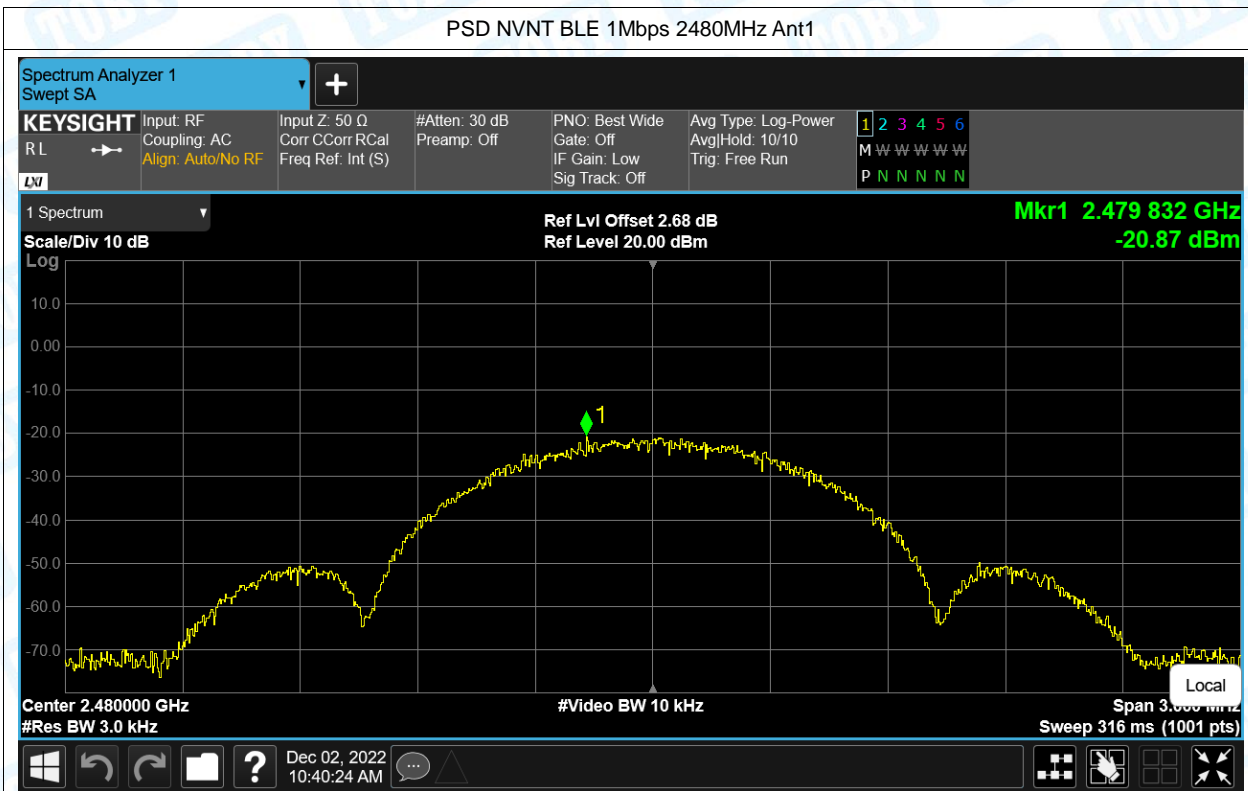 PSD NVNT BLE 1Mbps 2480MHz Ant1
Spectrum Analyzer 1
Swept SA
KEYSIGHT
RL
LXI
Input: RF
Coupling: AC
Align: Auto/No RF
Input Z: 50 Ω
Corr CCorr RCal
Freq Ref: Int (S)
#Atten: 30 dB
Preamp: Off
PNO: Best Wide
Gate: Off
IF Gain: Low
Sig Track: Off
Avg Type: Log-Power
Avg|Hold: 10/10
Trig: Free Run
1 2 3 4 5 6
M W W W W W W
P N N N N N
1 Spectrum
Scale/Div 10 dB
Ref Lvl Offset 2.68 dB
Ref Level 20.00 dBm
Mkr1 2.479 832 GHz
-20.87 dBm
Log
10.0
0.00
-10.0
-20.0
-30.0
-40.0
-50.0
-60.0
-70.0
1
Center 2.480000 GHz
#Res BW 3.0 kHz
#Video BW 10 kHz
Span
Sweep 316 ms (1001 pts)
Local
?
Dec 02, 2022
10:40:24 AM
TOBY